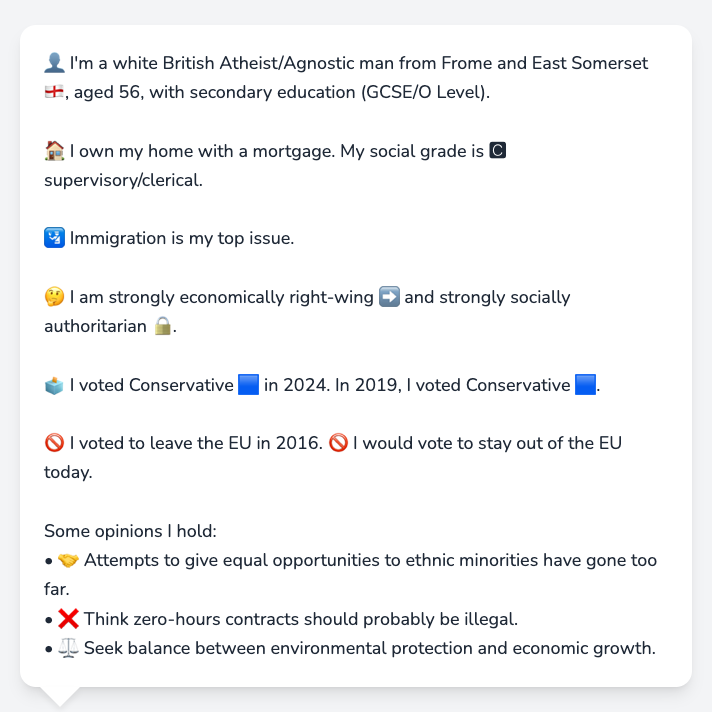 👤 I'm a white British Atheist/Agnostic man from Frome and East Somerset
🏴󠁧󠁢󠁥󠁮󠁧󠁿, aged 56, with secondary education (GCSE/O Level).
🏠 I own my home with a mortgage. My social grade is 🅲
supervisory/clerical.
🛂 Immigration is my top issue.
🤔 I am strongly economically right-wing ➡️ and strongly socially
authoritarian 🔒.
🗳️ I voted Conservative 🟦 in 2024. In 2019, I voted Conservative 🟦.
🚫 I voted to leave the EU in 2016. 🚫 I would vote to stay out of the EU
today.
Some opinions I hold:
• 🤝 Attempts to give equal opportunities to ethnic minorities have gone too
far.
• ❌ Think zero-hours contracts should probably be illegal.
• ⚖️ Seek balance between environmental protection and economic growth.